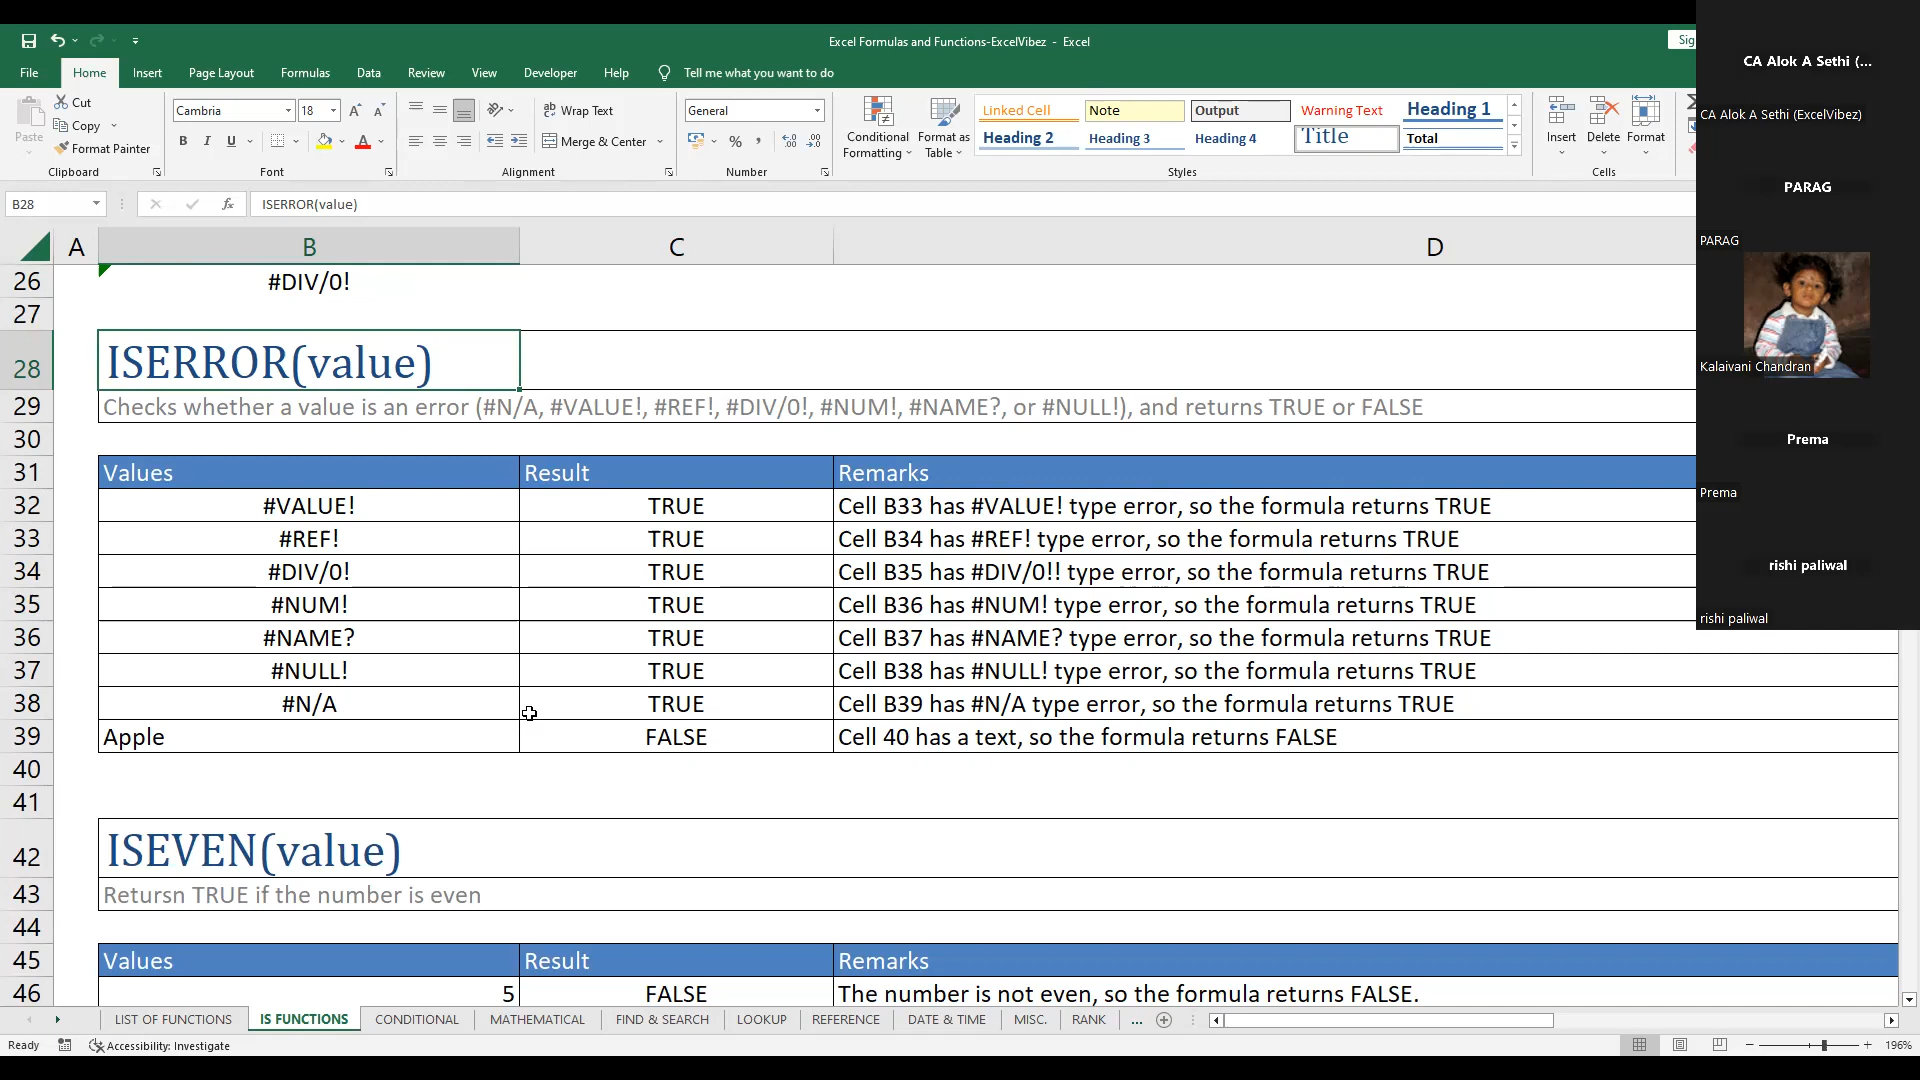 Excel Formulas and Functions-ExcelVibez - Excel
Sig
File Home Insert Page Layout Formulas Data Review View Developer Help Tell me what you want to do
Cut
Copy
Format Painter
Paste
Clipboard
Cambria 18
B I U
Font
Wrap Text
Merge & Center
Alignment
General
Number
Conditional Formatting
Format as Table
Linked Cell Note Output Warning Text Heading 1
Heading 2 Heading 3 Heading 4 Title Total
Styles
Insert Delete Format
Cells
B28 fx ISERROR(value)
A B C D
26 #DIV/0!
27
28 ISERROR(value)
29 Checks whether a value is an error (#N/A, #VALUE!, #REF!, #DIV/0!, #NUM!, #NAME?, or #NULL!), and returns TRUE or FALSE
30
31 Values Result Remarks
32 #VALUE! TRUE Cell B33 has #VALUE! type error, so the formula returns TRUE
33 #REF! TRUE Cell B34 has #REF! type error, so the formula returns TRUE
34 #DIV/0! TRUE Cell B35 has #DIV/0!! type error, so the formula returns TRUE
35 #NUM! TRUE Cell B36 has #NUM! type error, so the formula returns TRUE
36 #NAME? TRUE Cell B37 has #NAME? type error, so the formula returns TRUE
37 #NULL! TRUE Cell B38 has #NULL! type error, so the formula returns TRUE
38 #N/A TRUE Cell B39 has #N/A type error, so the formula returns TRUE
39 Apple FALSE Cell 40 has a text, so the formula returns FALSE
40
41
42 ISEVEN(value)
43 Retursn TRUE if the number is even
44
45 Values Result Remarks
46 5 FALSE The number is not even, so the formula returns FALSE.
LIST OF FUNCTIONS IS FUNCTIONS CONDITIONAL MATHEMATICAL FIND & SEARCH LOOKUP REFERENCE DATE & TIME MISC. RANK ...
Ready Accessibility: Investigate 196%
CA Alok A Sethi (...
CA Alok A Sethi (ExcelVibez)
PARAG
PARAG
Kalaivani Chandran
Prema
Prema
rishi paliwal
rishi paliwal